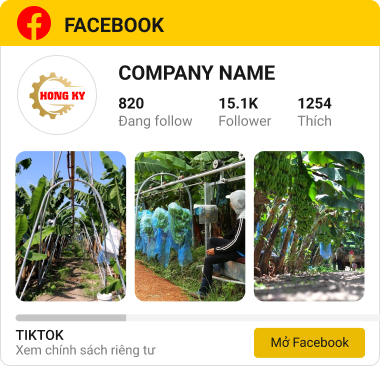 FACEBOOK
HONG KY
COMPANY NAME
820 15.1K 1254
Đang follow Follower Thích
TIKTOK
Xem chính sách riêng tư
Mở Facebook